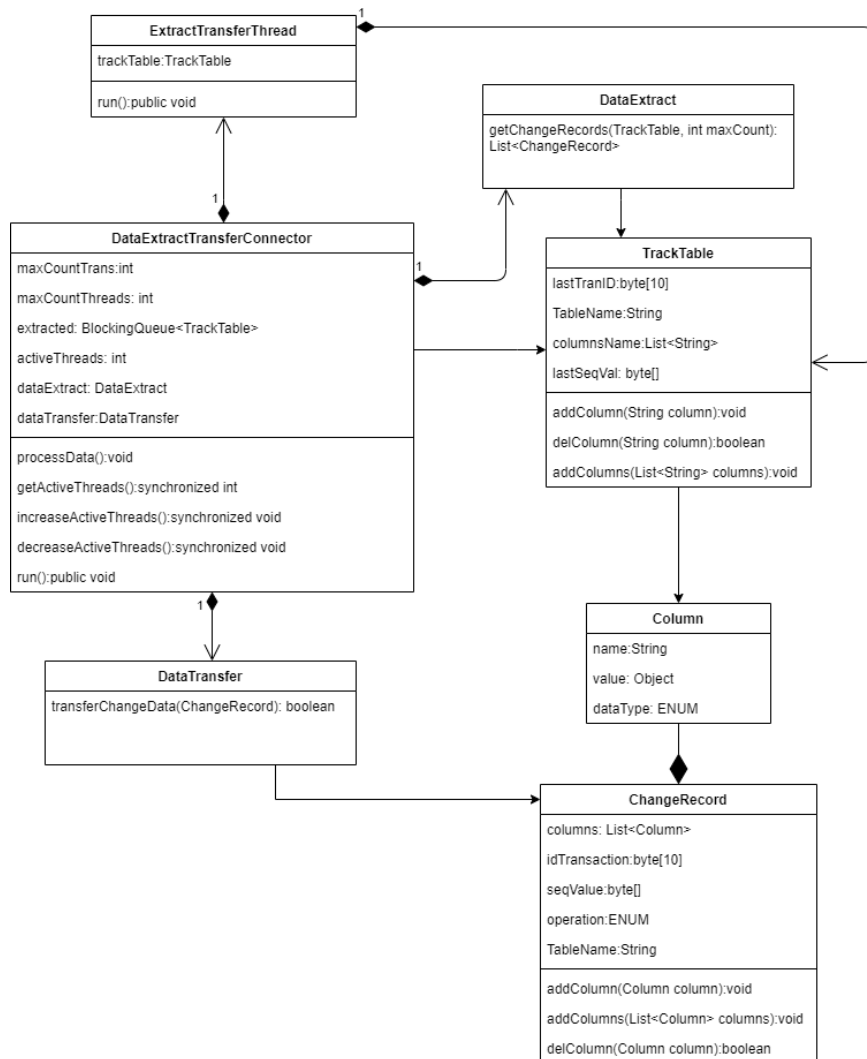 1
ExtractTransferThread
trackTable:TrackTable
run():public void
DataExtract
getChangeRecords(TrackTable, int maxCount):
List<ChangeRecord>
1
DataExtractTransferConnector
maxCountTrans:int
maxCountThreads: int
extracted: BlockingQueue<TrackTable>
activeThreads: int
dataExtract: DataExtract
dataTransfer:DataTransfer
processData():void
getActiveThreads():synchronized int
increaseActiveThreads():synchronized void
decreaseActiveThreads():synchronized void
run():public void
1
1
TrackTable
lastTranID:byte[10]
TableName:String
columnsName:List<String>
lastSeqVal: byte[]
addColumn(String column):void
delColumn(String column):boolean
addColumns(List<String> columns):void
DataTransfer
transferChangeData(ChangeRecord): boolean
Column
name:String
value: Object
dataType: ENUM
ChangeRecord
columns: List<Column>
idTransaction:byte[10]
seqValue:byte[]
operation:ENUM
TableName:String
addColumn(Column column):void
addColumns(List<Column> columns):void
delColumn(Column column):boolean